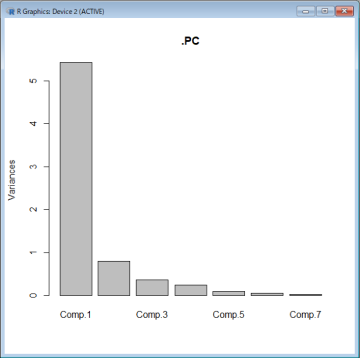 R Graphics: Device 2 (ACTIVE)
.PC
Variances
5
4
3
2
1
0
Comp.1 Comp.3 Comp.5 Comp.7